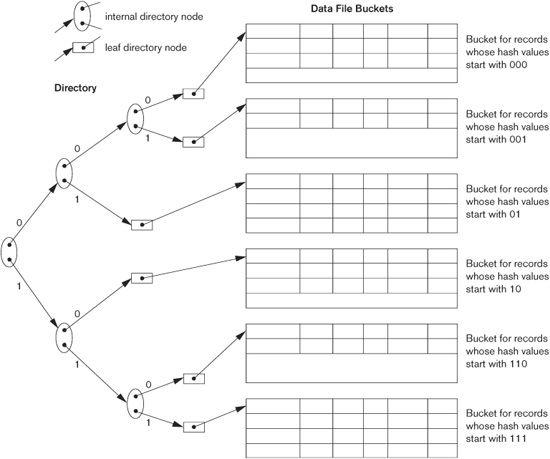 internal directory node
leaf directory node
Directory
Data File Buckets
0
1
0
1
0
1
0
1
0
1
Bucket for records
whose hash values
start with 000
Bucket for records
whose hash values
start with 001
Bucket for records
whose hash values
start with 01
Bucket for records
whose hash values
start with 10
Bucket for records
whose hash values
start with 110
Bucket for records
whose hash values
start with 111